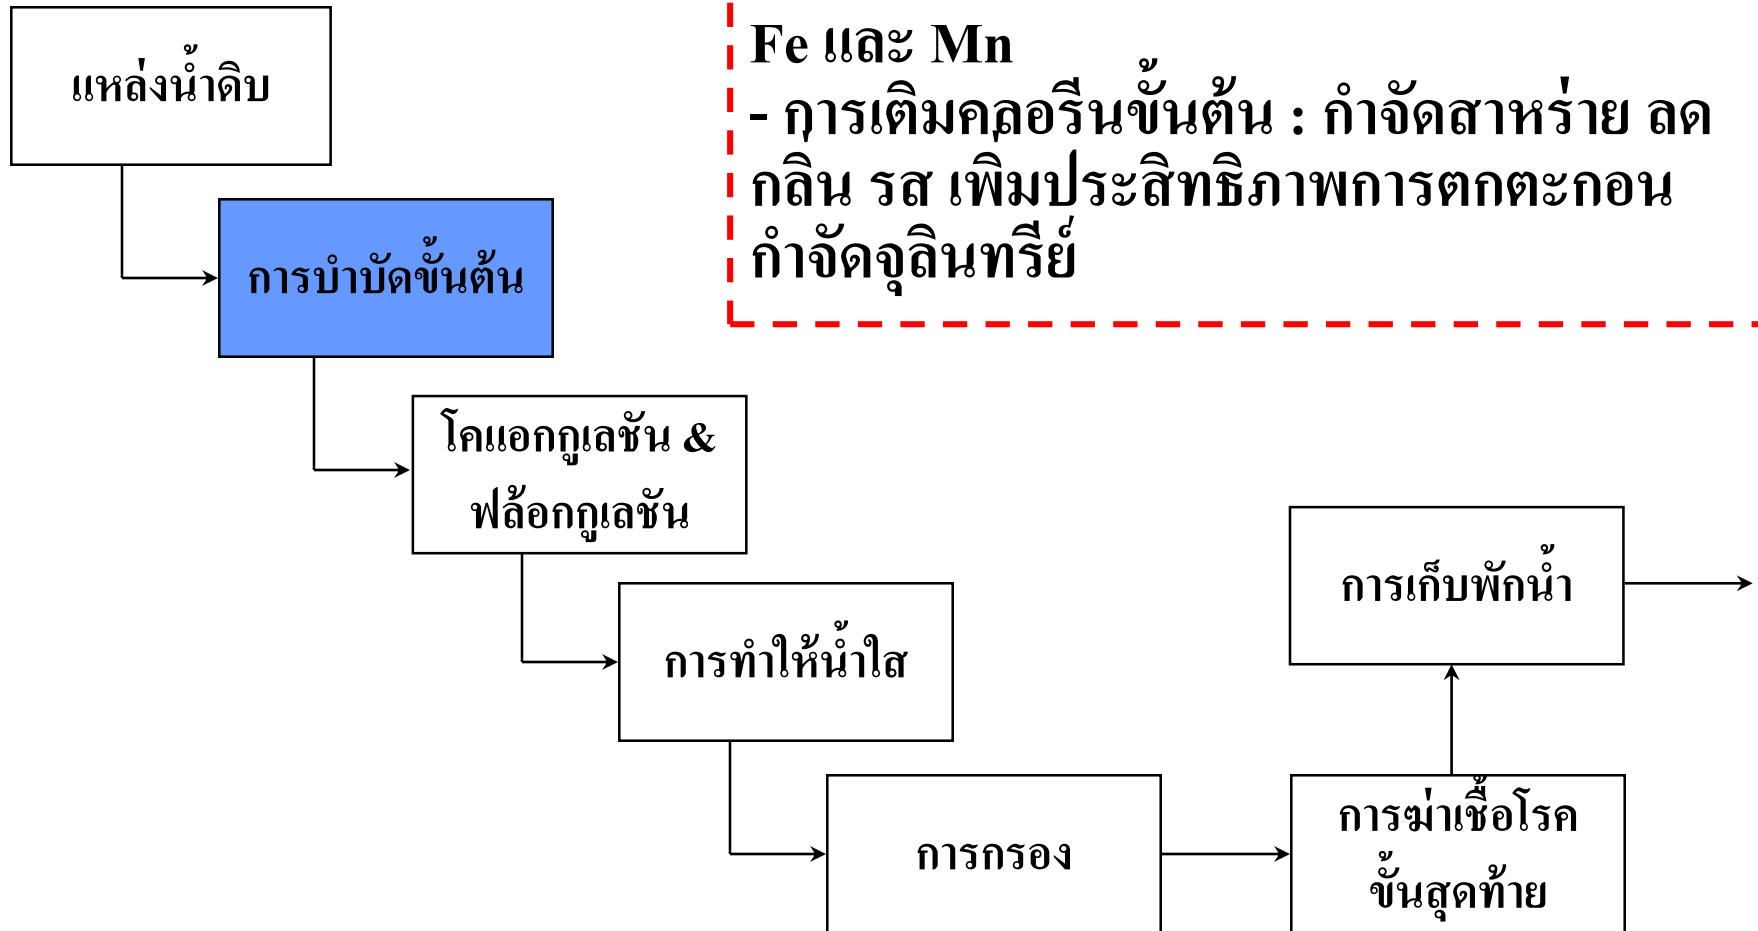 แหล่งน้ำดิบ
Fe และ Mn
- การเติมคลอรีนขั้นต้น : กำจัดสาหร่าย ลด
กลิ่น รส เพิ่มประสิทธิภาพการตกตะกอน
กำจัดจุลินทรีย์
การบำบัดขั้นต้น
โคแอกกูเลชัน &
ฟล้อกกูเลชัน
การทำให้น้ำใส
การกรอง
การฆ่าเชื้อโรค
ขั้นสุดท้าย
การเก็บพักน้ำ